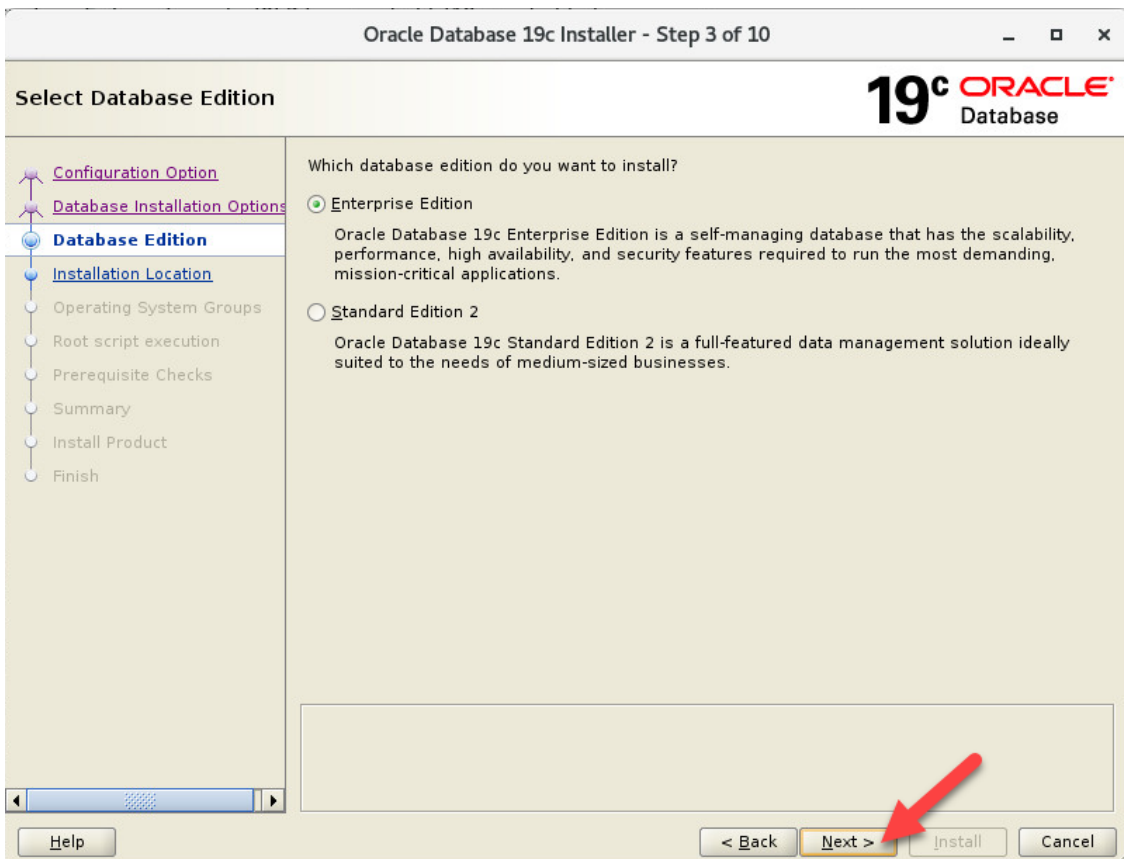 Oracle Database 19c Installer - Step 3 of 10
Select Database Edition
19c ORACLE
Database
Configuration Option
Database Installation Options
Database Edition
Installation Location
Operating System Groups
Root script execution
Prerequisite Checks
Summary
Install Product
Finish
Which database edition do you want to install?
Enterprise Edition
Oracle Database 19c Enterprise Edition is a self-managing database that has the scalability,
performance, high availability, and security features required to run the most demanding,
mission-critical applications.
Standard Edition 2
Oracle Database 19c Standard Edition 2 is a full-featured data management solution ideally
suited to the needs of medium-sized businesses.
Help
< Back
Next >
Install
Cancel